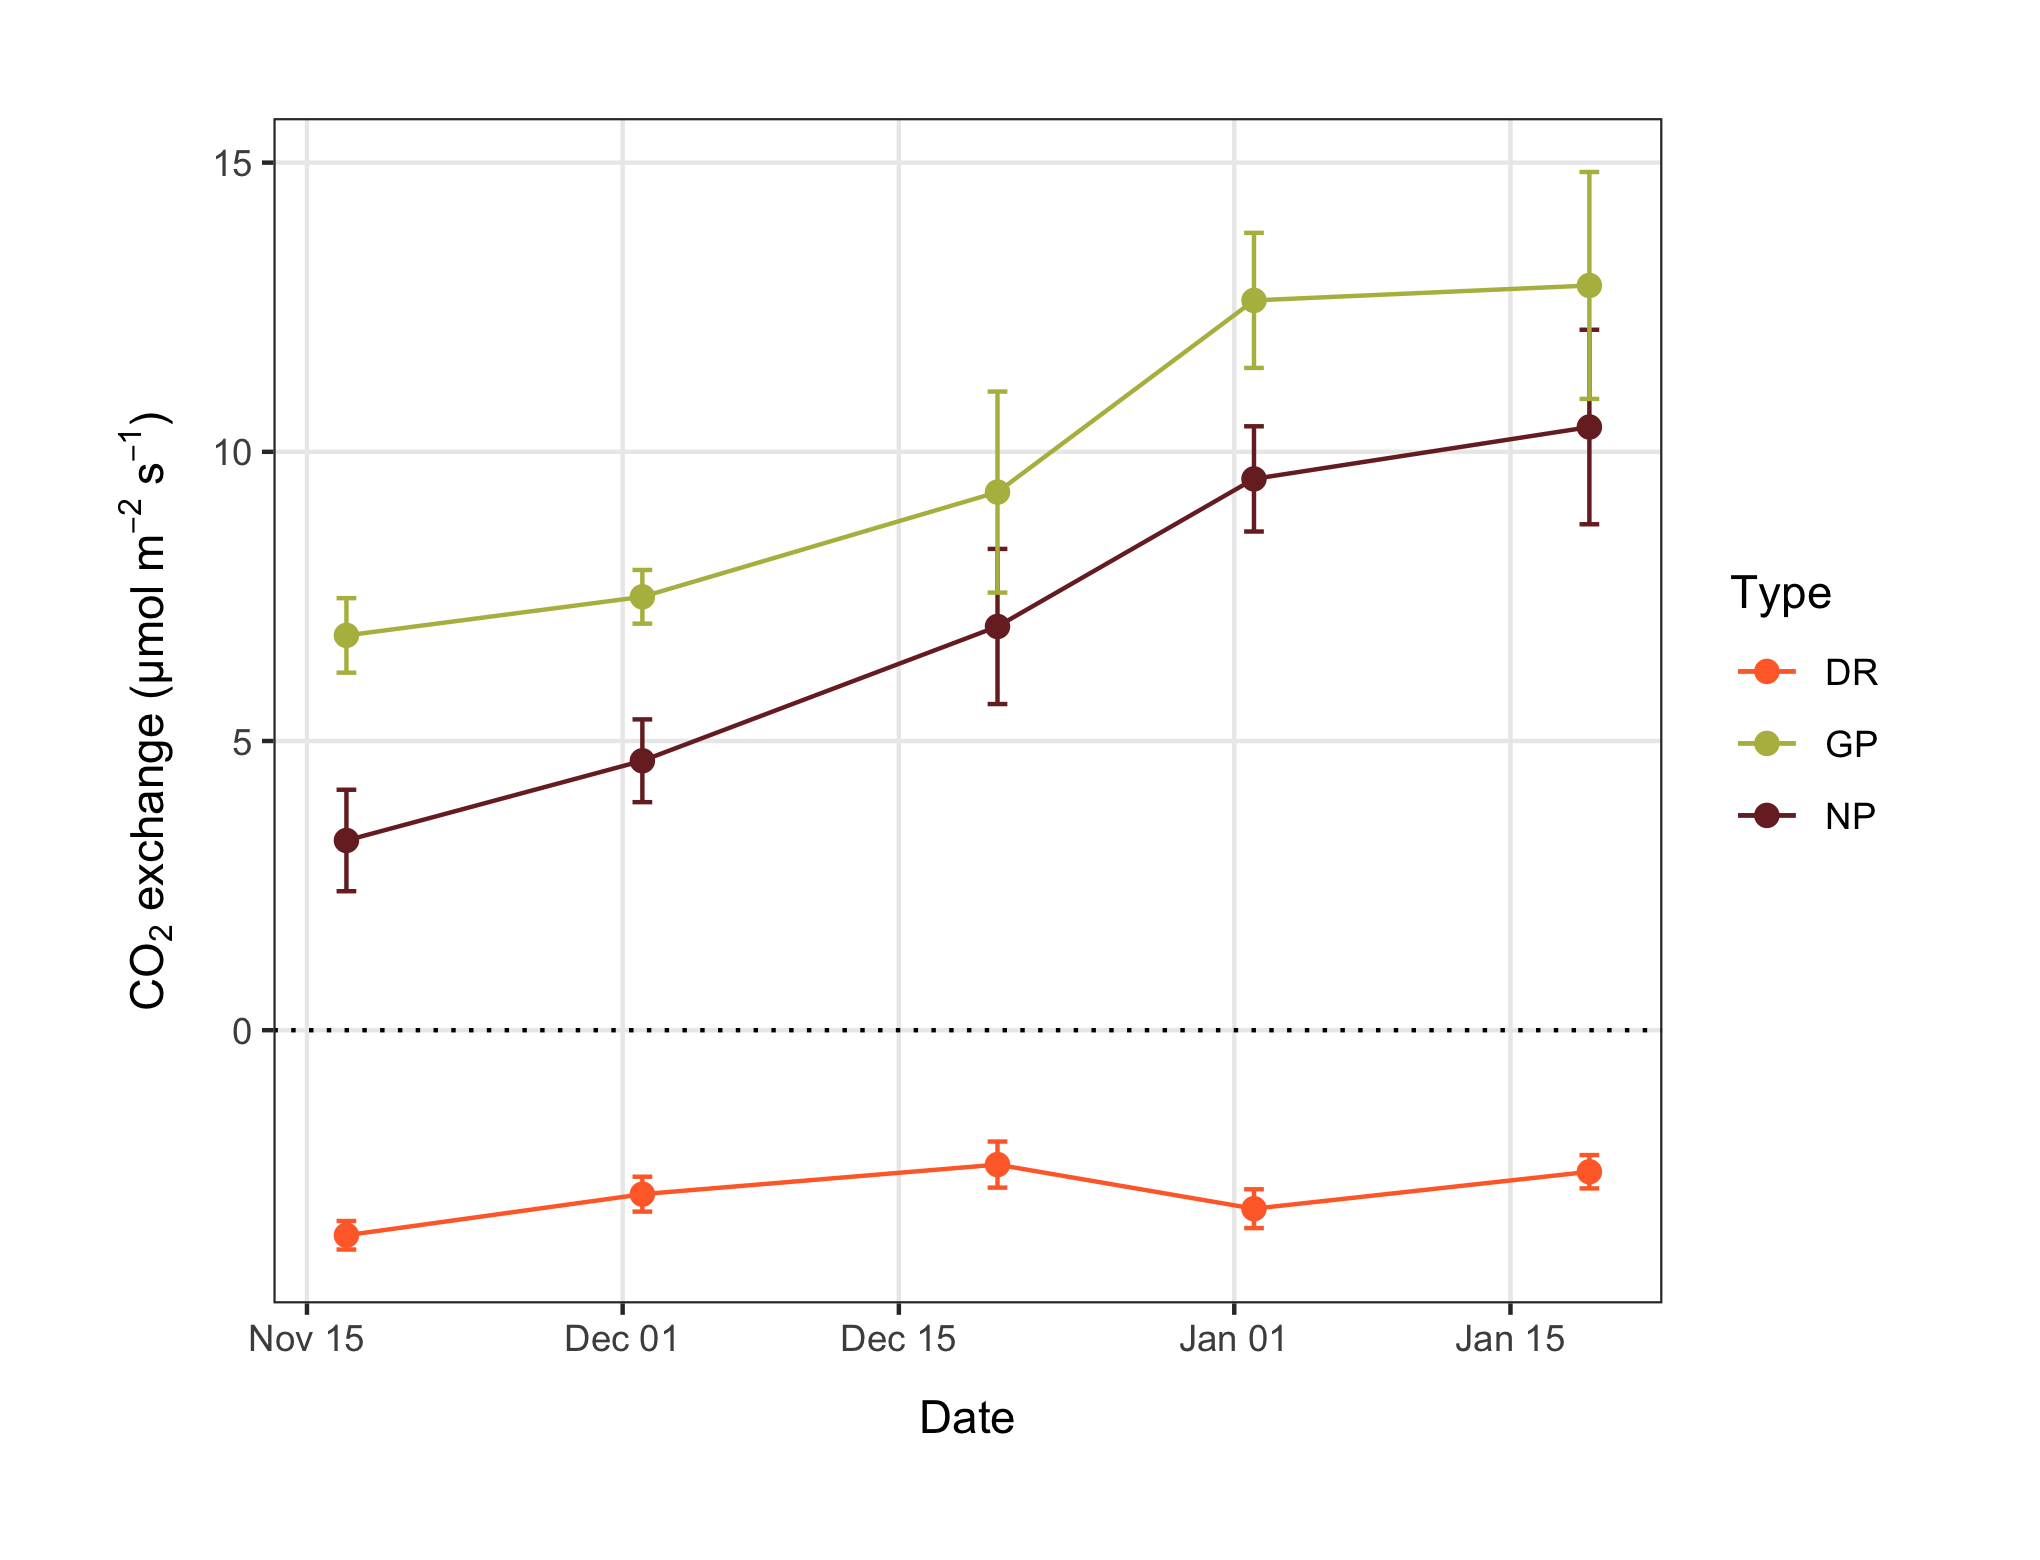 15
10
5
0
CO₂ exchange (µmol m⁻² s⁻¹)
Nov 15
Dec 01
Dec 15
Jan 01
Jan 15
Date
Type
DR
GP
NP